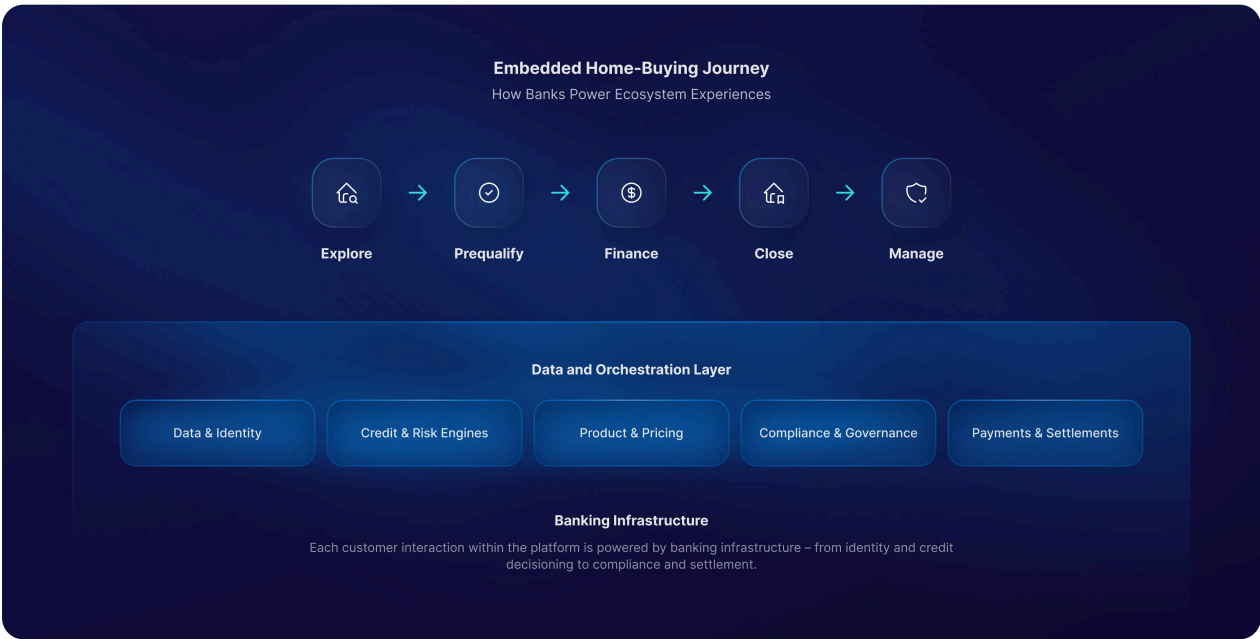 Embedded Home-Buying Journey
How Banks Power Ecosystem Experiences
Explore
Prequalify
Finance
Close
Manage
Data and Orchestration Layer
Data & Identity
Credit & Risk Engines
Product & Pricing
Compliance & Governance
Payments & Settlements
Banking Infrastructure
Each customer interaction within the platform is powered by banking infrastructure – from identity and credit
decisioning to compliance and settlement.